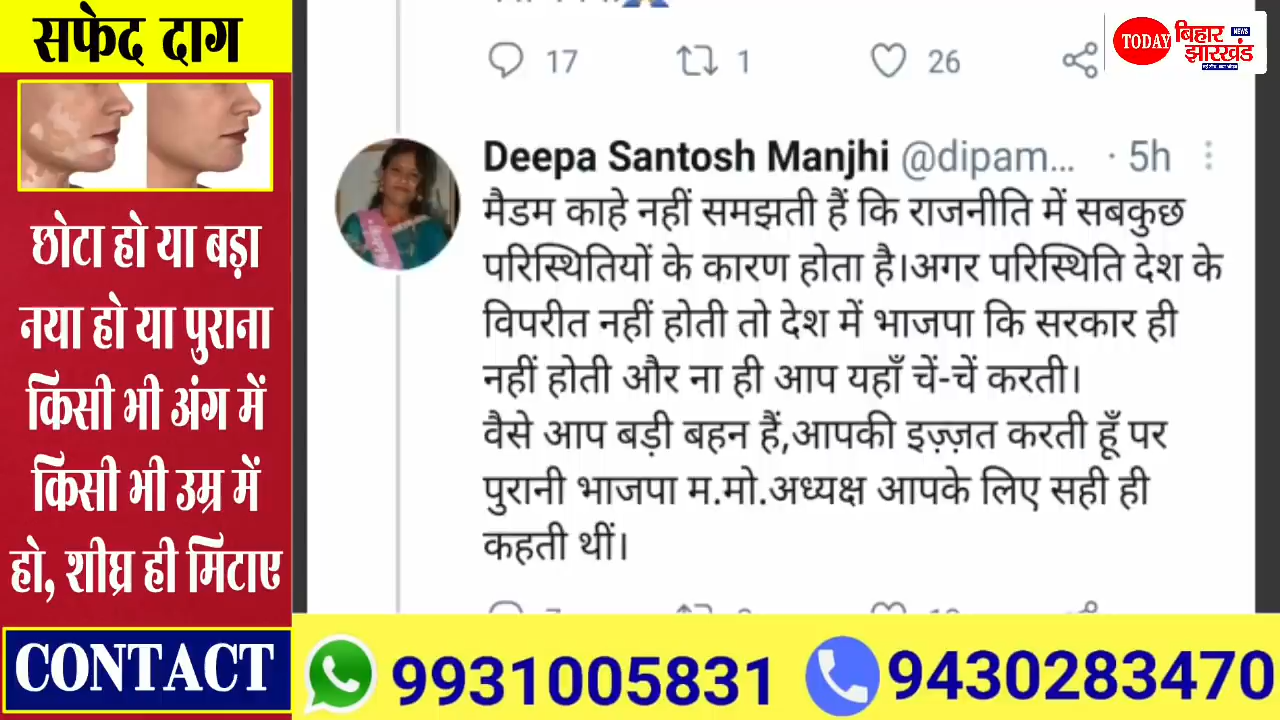 सफेद दाग
छोटा हो या बड़ा
नया हो या पुराना
किसी भी अंग में
किसी भी उम्र में
हो, शीघ्र ही मिटाए
CONTACT
9931005831
9430283470
TODAY
बिहार
झारखंड
NEWS
17
1
26
Deepa Santosh Manjhi @dipam... · 5h
मैडम काहे नहीं समझती हैं कि राजनीति में सबकुछ
परिस्थितियों के कारण होता है।अगर परिस्थिति देश के
विपरीत नहीं होती तो देश में भाजपा कि सरकार ही
नहीं होती और ना ही आप यहाँ चें-चें करती।
वैसे आप बड़ी बहन हैं,आपकी इज़्ज़त करती हूँ पर
पुरानी भाजपा म.मो.अध्यक्ष आपके लिए सही ही
कहती थीं।